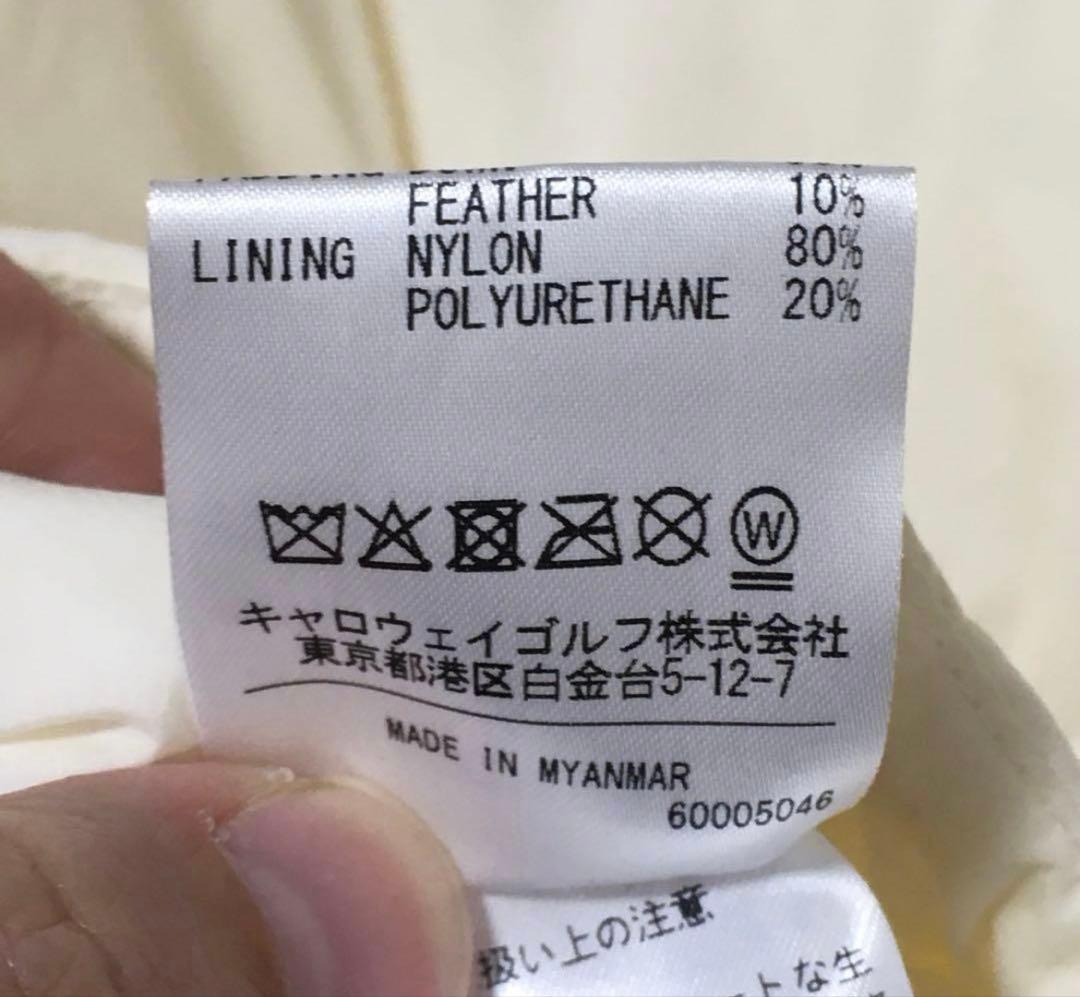 FEATHER 10%
LINING NYLON 80%
POLYURETHANE 20%
W
キャロウェイゴルフ株式会社
東京都港区白金台5-12-7
MADE IN MYANMAR
60005046
扱い上の注意
な生